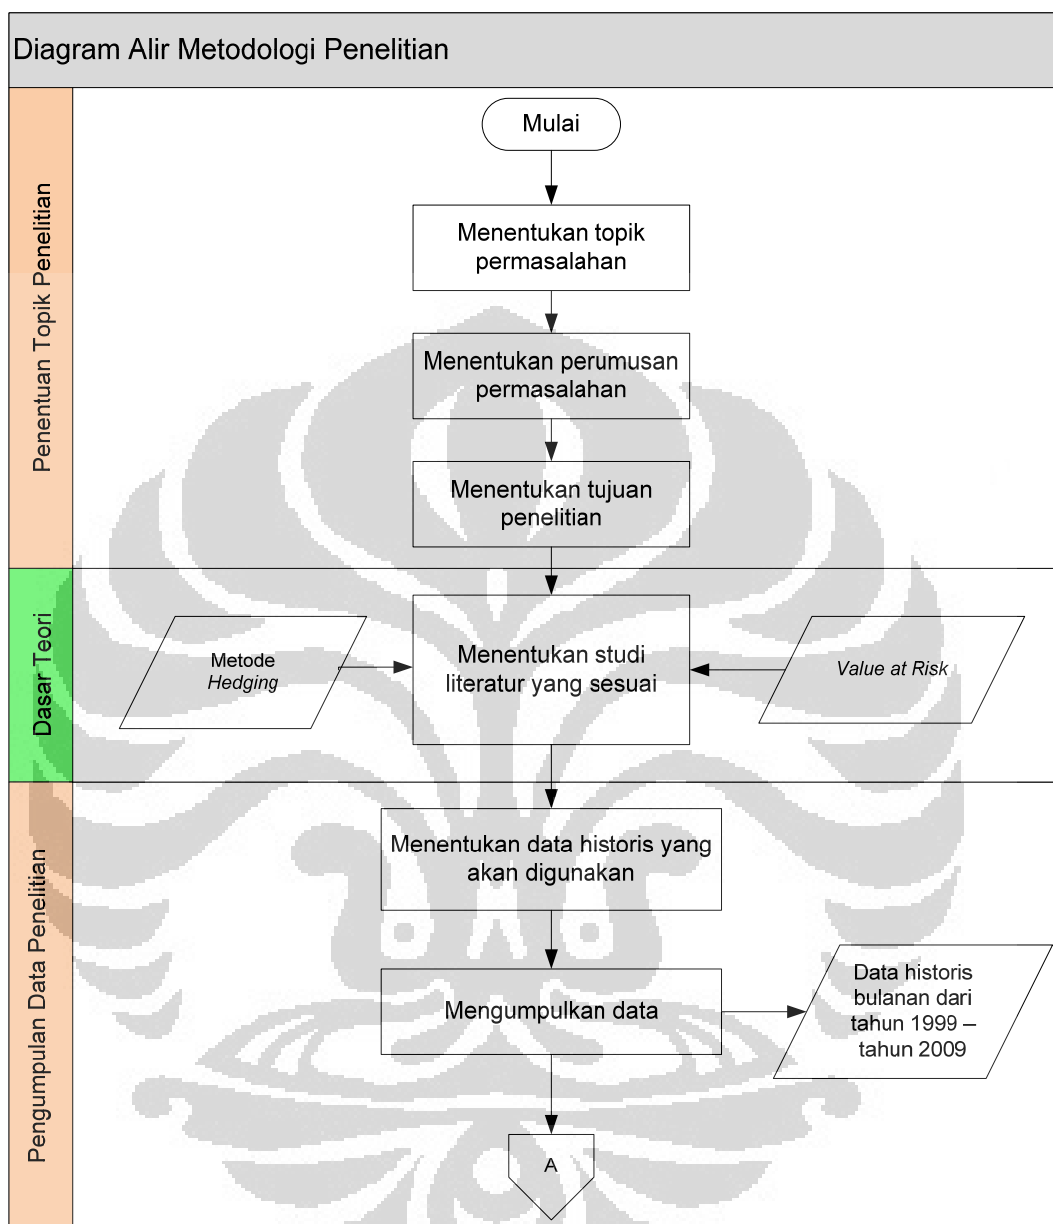 Diagram Alir Metodologi Penelitian
Penentuan Topik Penelitian
Mulai
Menentukan topik
permasalahan
Menentukan perumusan
permasalahan
Menentukan tujuan
penelitian
Dasar Teori
Metode
Hedging
Menentukan studi
literatur yang sesuai
Value at Risk
Pengumpulan Data Penelitian
Menentukan data historis yang
akan digunakan
Mengumpulkan data
Data historis
bulanan dari
tahun 1999 –
tahun 2009
A